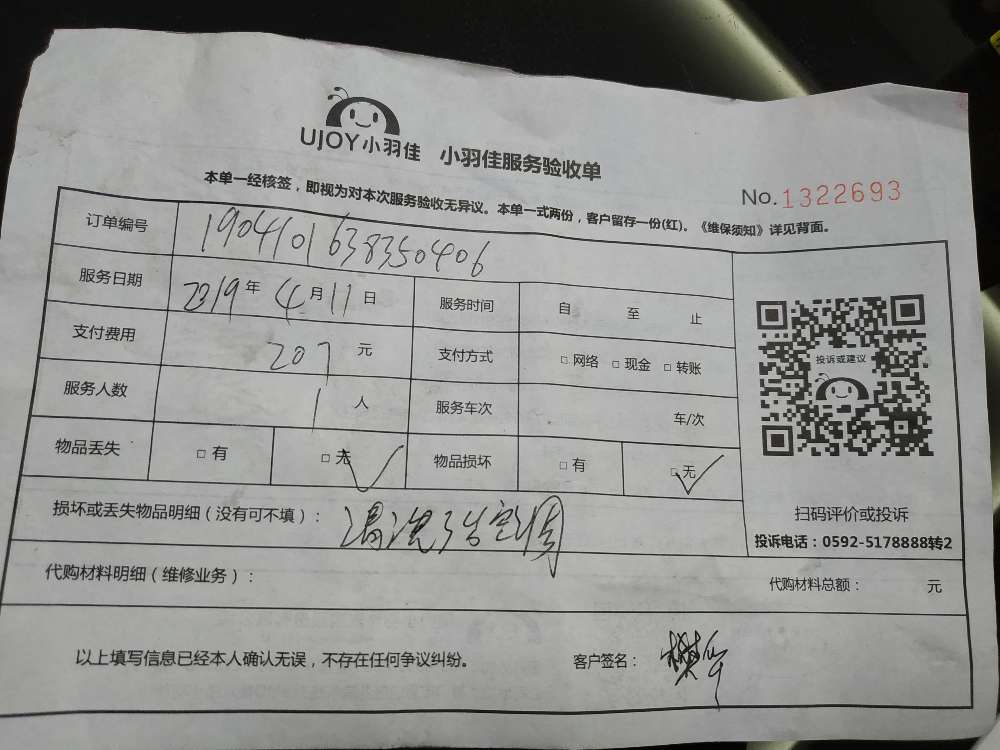 UJOY小羽佳 小羽佳服务验收单
No.1322693
本单一经核签，即视为对本次服务验收无异议。本单一式两份，客户留存一份(红)。《维保须知》详见背面。
订单编号 190410163835​0406
服务日期 2019年4月11日 服务时间 自 至 止
支付费用 207 元 支付方式 □ 网络 □ 现金 □ 转账
服务人数 1 人 服务车次 车/次
物品丢失 □ 有 □ 无 物品损坏 □ 有 □ 无
投诉或建议
扫码评价或投诉
投诉电话：0592-5178888转2
损坏或丢失物品明细（没有可不填）： 清洗3台空调
代购材料明细（维修业务）： 代购材料总额： 元
以上填写信息已经本人确认无误，不存在任何争议纠纷。 客户签名：